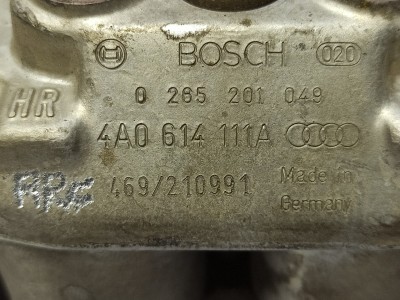 BOSCH 020
HR 0 265 201 049
4A0 614 111A
469/210991 Made in
Germany